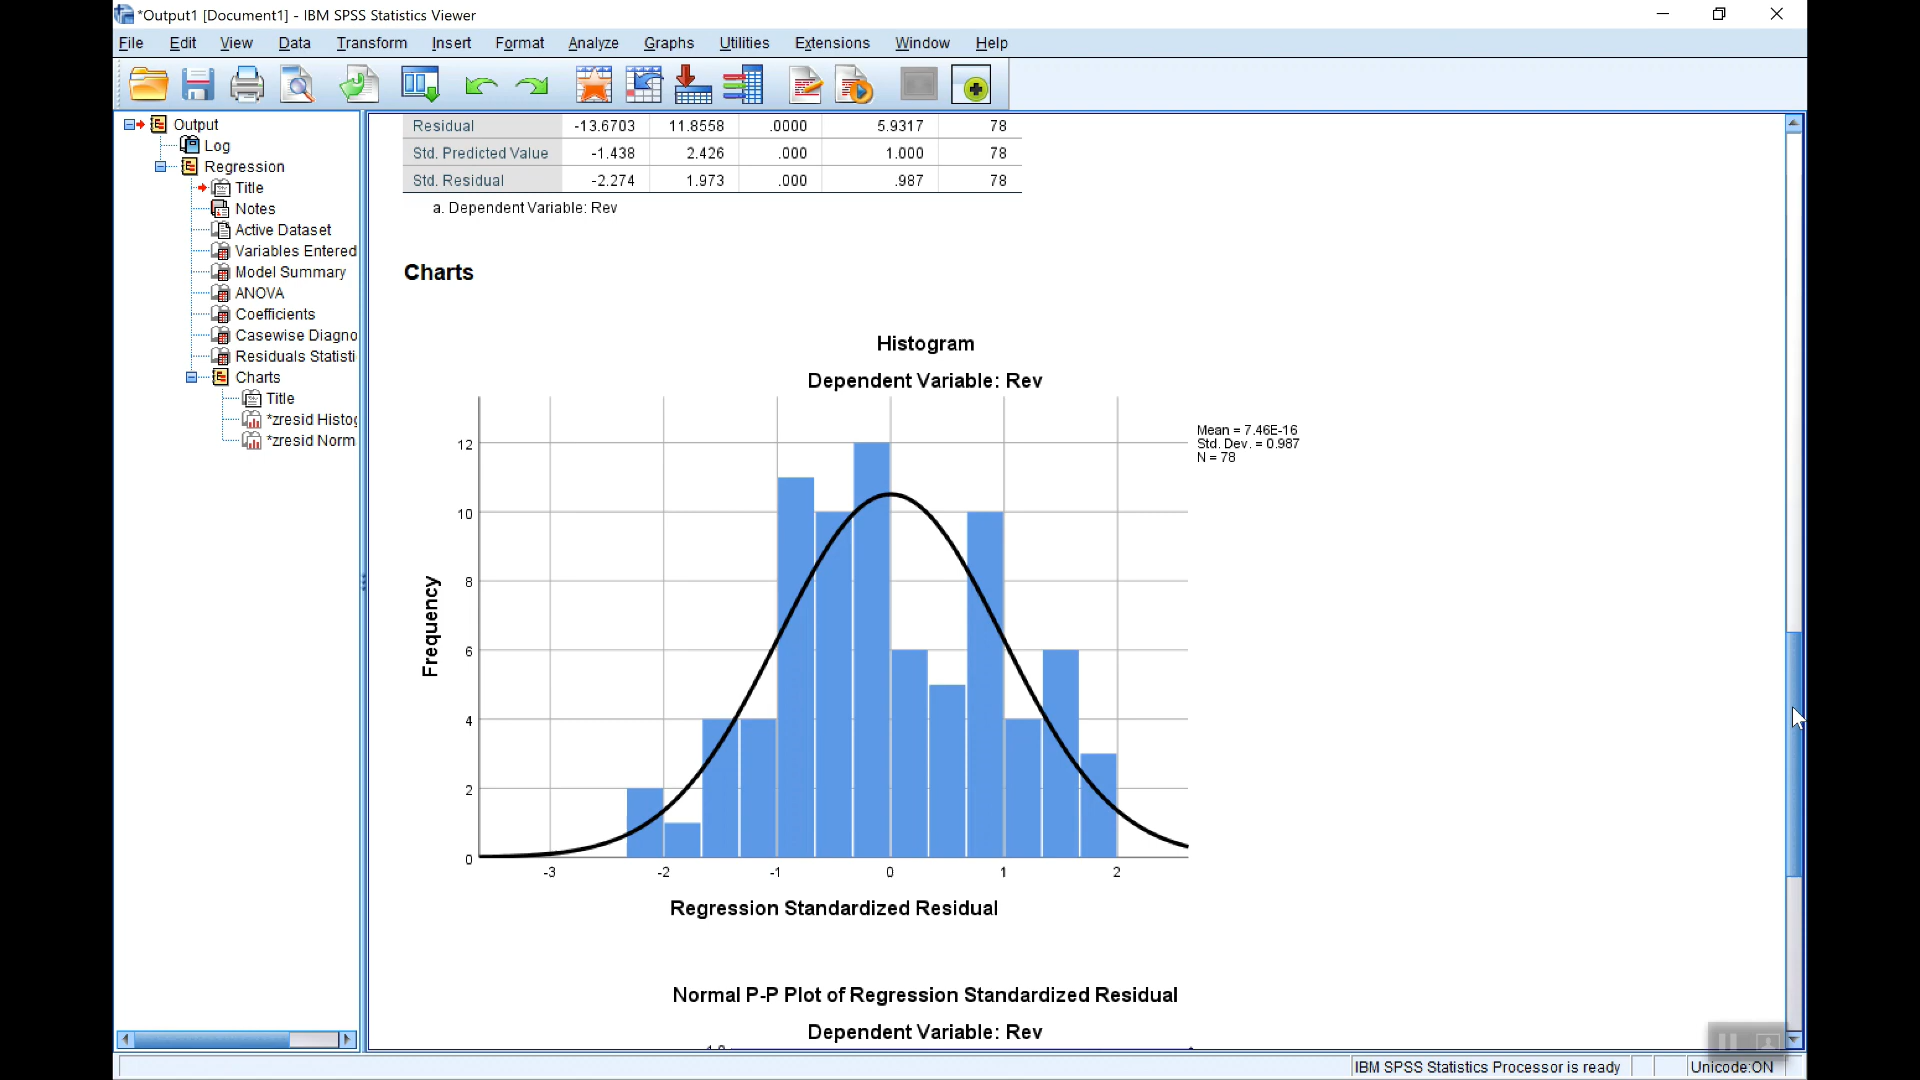 *Output1 [Document1] - IBM SPSS Statistics Viewer
File Edit View Data Transform Insert Format Analyze Graphs Utilities Extensions Window Help
Output
Log
Regression
Title
Notes
Active Dataset
Variables Entered
Model Summary
ANOVA
Coefficients
Casewise Diagno
Residuals Statisti
Charts
Title
*zresid Histog
*zresid Norm
Residual -13.6703 11.8558 .0000 5.9317 78
Std. Predicted Value -1.438 2.426 .000 1.000 78
Std. Residual -2.274 1.973 .000 .987 78
a. Dependent Variable: Rev
Charts
Histogram
Dependent Variable: Rev
Mean = 7.46E-16
Std. Dev. = 0.987
N = 78
Frequency
12
10
8
6
4
2
0
-3 -2 -1 0 1 2
Regression Standardized Residual
Normal P-P Plot of Regression Standardized Residual
Dependent Variable: Rev
IBM SPSS Statistics Processor is ready
Unicode:ON